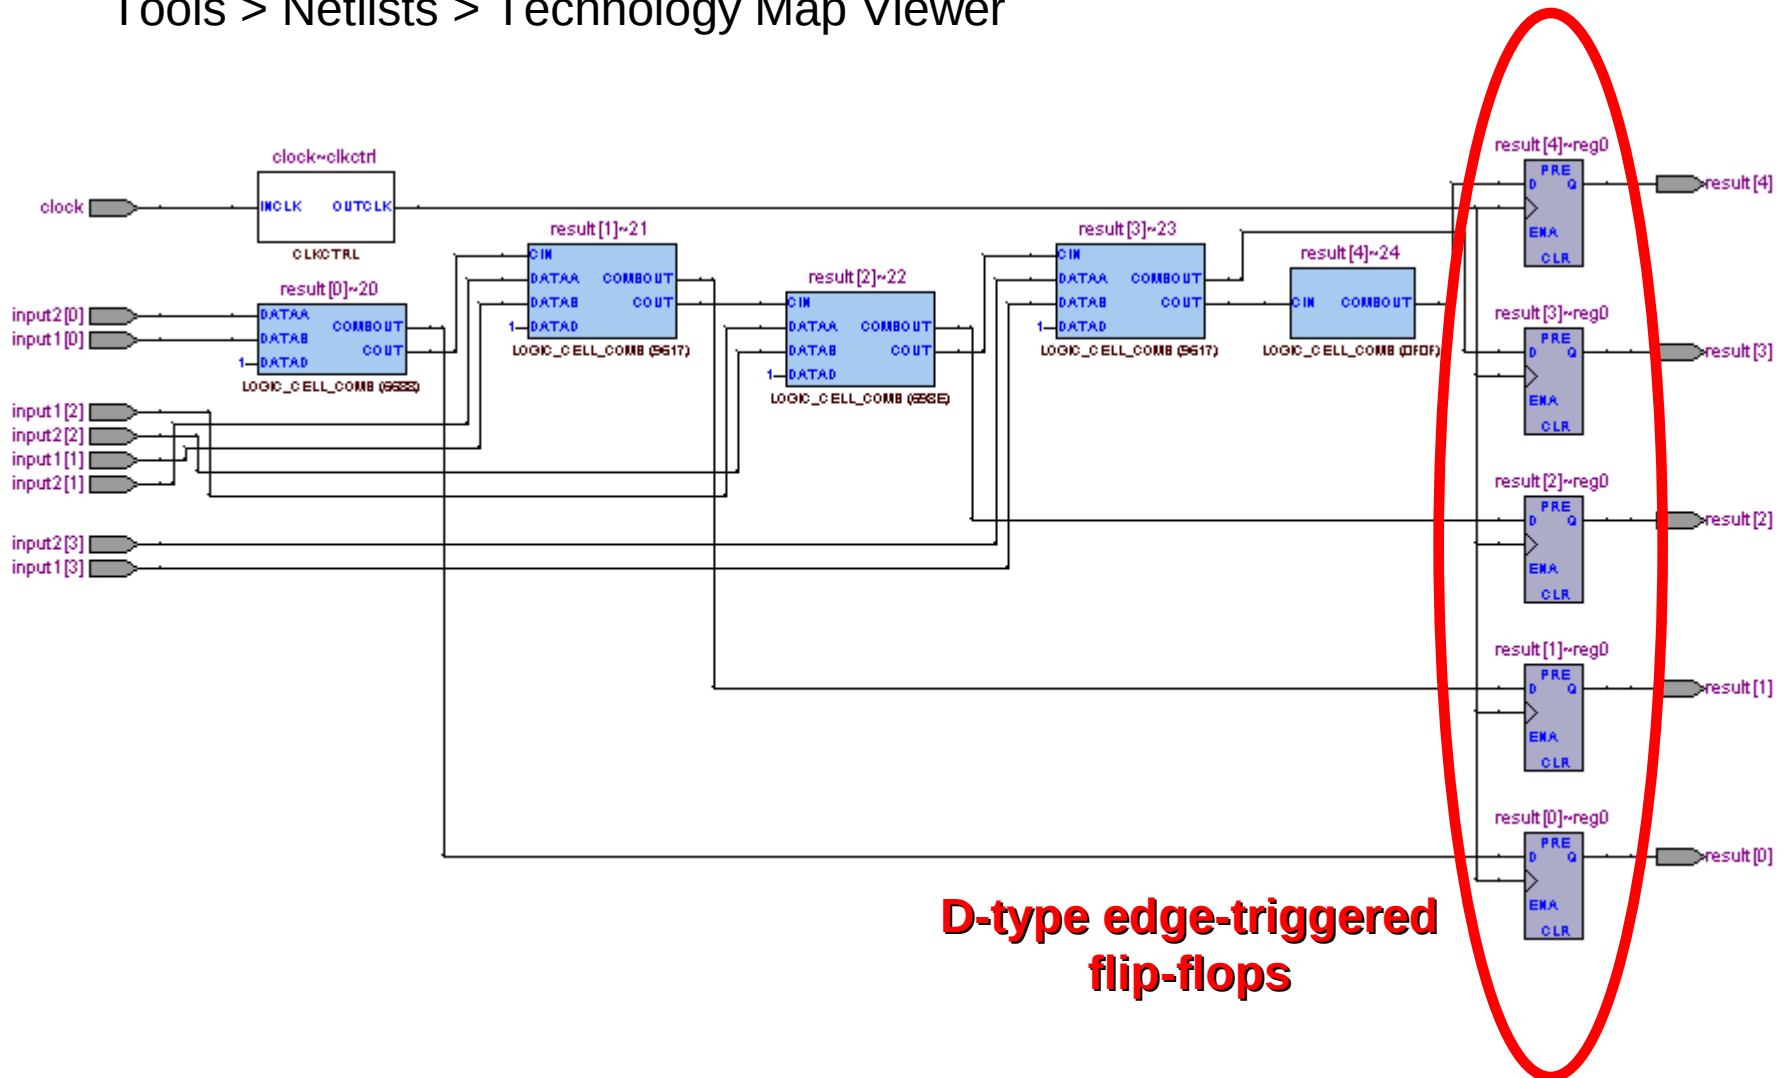 Tools > Netlists > Technology Map Viewer
clock~clkctrl
clock
INCLK OUTCLK
CLKCTRL
result[0]~20
input2[0]
input1[0]
DATAA
DATAB
1 DATAD
COMBOUT
COUT
LOGIC_CELL_COMB (6688)
result[1]~21
CIN
DATAA COMBOUT
DATAB COUT
1 DATAD
LOGIC_CELL_COMB (9617)
result[2]~22
CIN
DATAA COMBOUT
DATAB COUT
1 DATAD
LOGIC_CELL_COMB (698E)
result[3]~23
CIN
DATAA COMBOUT
DATAB COUT
1 DATAD
LOGIC_CELL_COMB (9617)
result[4]~24
CIN COMBOUT
LOGIC_CELL_COMB (0F0F)
input1[2]
input2[2]
input1[1]
input2[1]
input2[3]
input1[3]
result[4]~reg0
PRE
D Q
ENA
CLR
result[4]
result[3]~reg0
PRE
D Q
ENA
CLR
result[3]
result[2]~reg0
PRE
D Q
ENA
CLR
result[2]
result[1]~reg0
PRE
D Q
ENA
CLR
result[1]
result[0]~reg0
PRE
D Q
ENA
CLR
result[0]
D-type edge-triggered
flip-flops